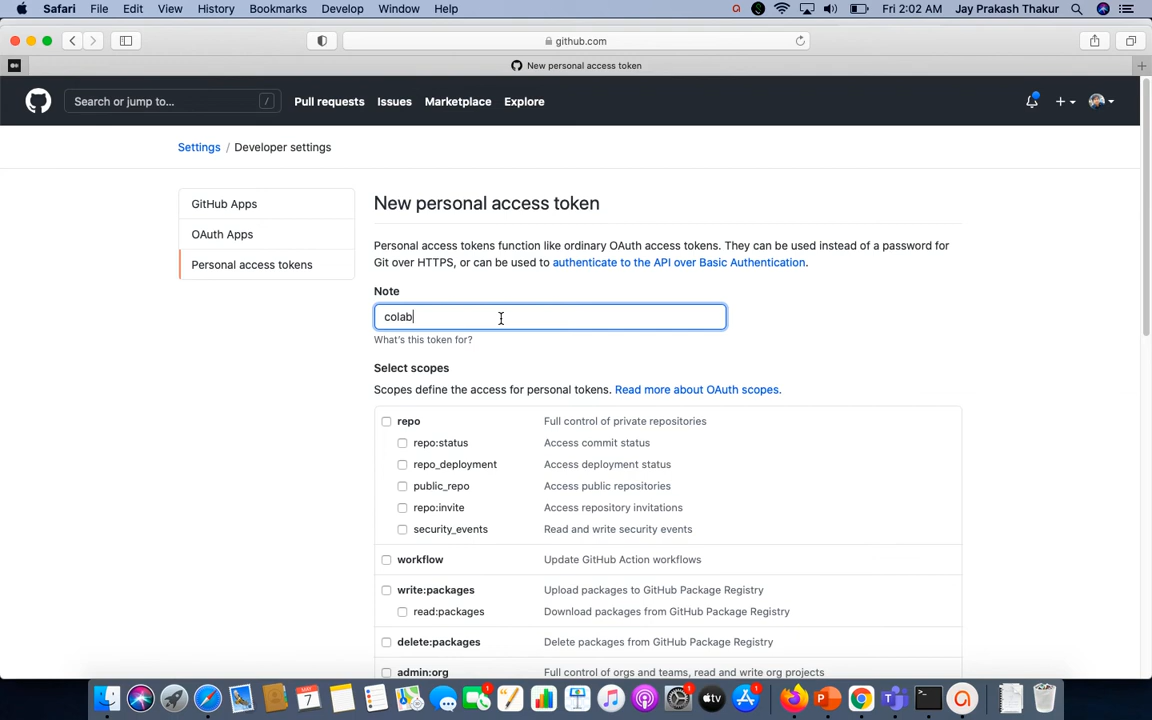 Safari File Edit View History Bookmarks Develop Window Help Fri 2:02 AM Jay Prakash Thakur
github.com
New personal access token
Search or jump to... / Pull requests Issues Marketplace Explore
Settings / Developer settings
GitHub Apps
OAuth Apps
Personal access tokens
New personal access token
Personal access tokens function like ordinary OAuth access tokens. They can be used instead of a password for
Git over HTTPS, or can be used to authenticate to the API over Basic Authentication.
Note
colab
What's this token for?
Select scopes
Scopes define the access for personal tokens. Read more about OAuth scopes.
repo Full control of private repositories
repo:status Access commit status
repo_deployment Access deployment status
public_repo Access public repositories
repo:invite Access repository invitations
security_events Read and write security events
workflow Update GitHub Action workflows
write:packages Upload packages to GitHub Package Registry
read:packages Download packages from GitHub Package Registry
delete:packages Delete packages from GitHub Package Registry
admin:org Full control of orgs and teams, read and write org projects